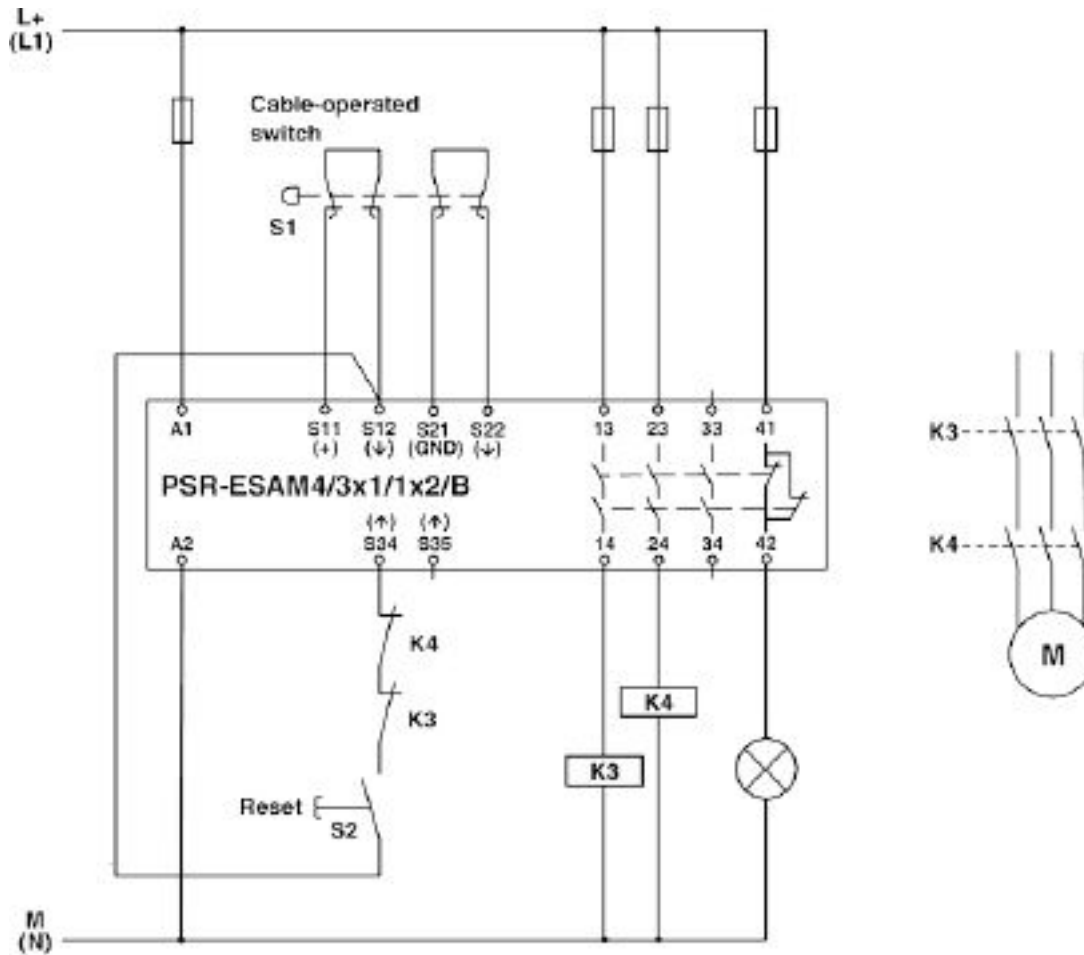 L+
(L1)
Cable-operated
switch
S1
A1 S11 S12 S21 S22 13 23 33 41
(+) (↓) (GND) (↓)
PSR-ESAM4/3x1/1x2/B
(↑) (↑)
A2 S34 S35 14 24 34 42
K3
K4
M
K4
K3
K4
K3
Reset
S2
M
(N)